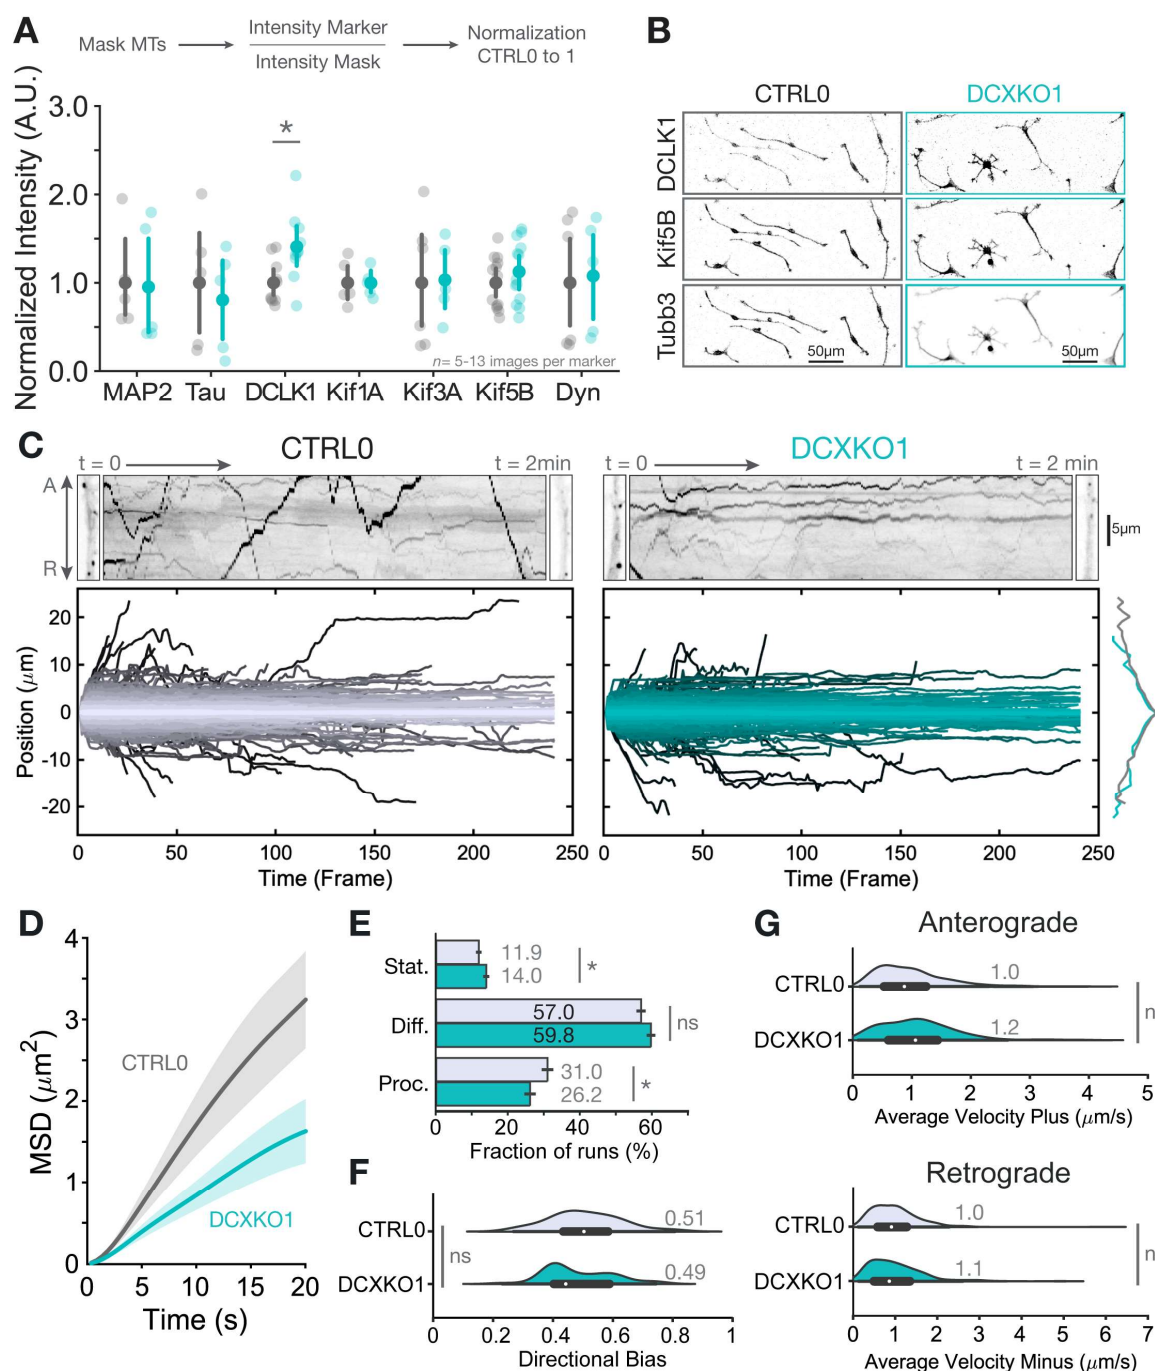 A
Mask MTs
Intensity Marker
Intensity Mask
Normalization
CTRL0 to 1
Normalized Intensity (A.U.)
3.0
2.0
1.0
0.0
*
n= 5-13 images per marker
MAP2 Tau DCLK1 Kif1A Kif3A Kif5B Dyn
B
CTRL0 DCXKO1
DCLK1
Kif5B
Tubb3
50µm 50µm
C
CTRL0
t = 0 t = 2min
A
R
DCXKO1
t = 0 t = 2 min
5µm
Position (µm)
20
10
0
-10
-20
0 50 100 150 200 250
Time (Frame)
0 50 100 150 200 250
Time (Frame)
D
MSD (µm²)
4
3
2
1
0
CTRL0
DCXKO1
0 5 10 15 20
Time (s)
E
Stat. 11.9 *
14.0
Diff. 57.0 ns
59.8
Proc. 31.0 *
26.2
0 20 40 60
Fraction of runs (%)
F
CTRL0 0.51
ns
DCXKO1 0.49
0 0.2 0.4 0.6 0.8 1
Directional Bias
G
Anterograde
CTRL0 1.0
n
DCXKO1 1.2
0 1 2 3 4 5
Average Velocity Plus (µm/s)
Retrograde
CTRL0 1.0
n
DCXKO1 1.1
0 1 2 3 4 5 6 7
Average Velocity Minus (µm/s)